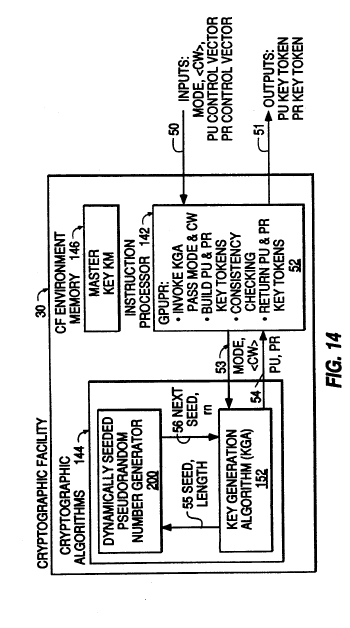 CRYPTOGRAPHIC FACILITY
30
CRYPTOGRAPHIC
ALGORITHMS 144
DYNAMICALLY SEEDED
PSEUDORANDOM
NUMBER GENERATOR
200
55 SEED,
LENGTH
56 NEXT
SEED,
rn
KEY GENERATION
ALGORITHM (KGA)
152
CF ENVIRONMENT
MEMORY 146
MASTER
KEY KM
INSTRUCTION
PROCESSOR 142
GPUPR:
• INVOKE KGA
PASS MODE & CW
• BUILD PU & PR
KEY TOKENS
• CONSISTENCY
CHECKING
• RETURN PU & PR
KEY TOKENS
52
53
MODE,
<CW>
54
PU, PR
50
INPUTS:
MODE, <CW>,
PU CONTROL VECTOR
PR CONTROL VECTOR
51
OUTPUTS:
PU KEY TOKEN
PR KEY TOKEN
FIG. 14